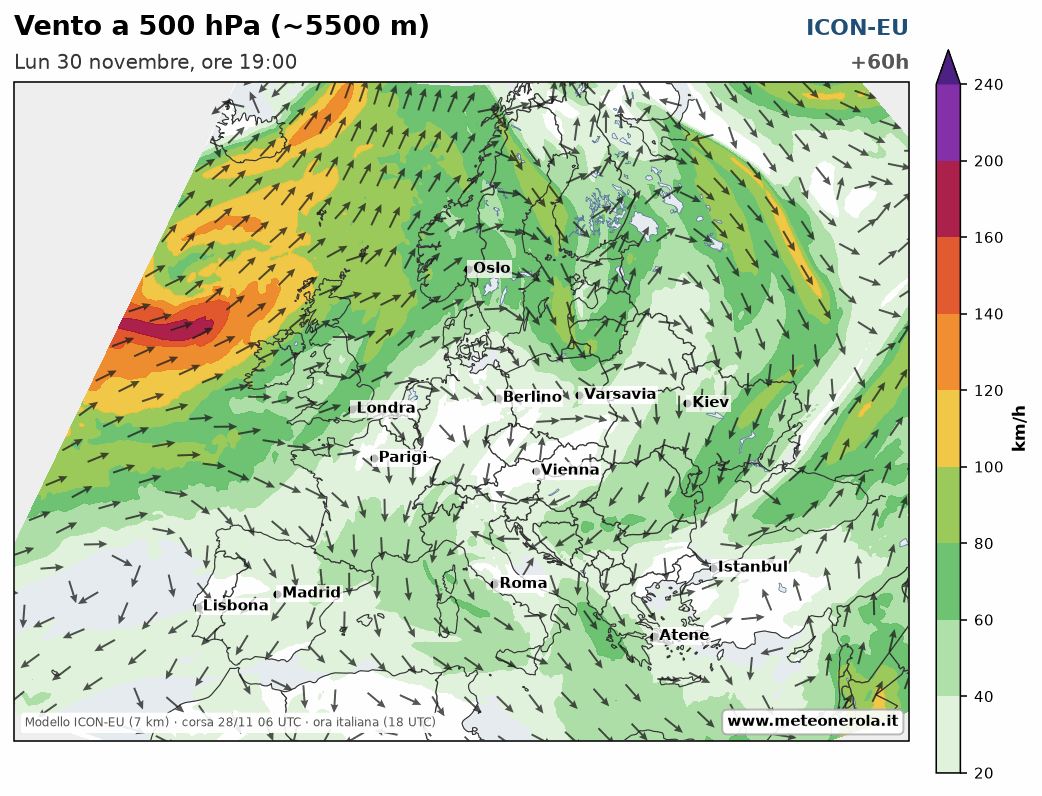 Vento a 500 hPa (~5500 m)
ICON-EU
Lun 30 novembre, ore 19:00
+60h
240
200
160
140
120
100
80
60
40
20
km/h
Oslo
Berlino
Varsavia
Kiev
Londra
Parigi
Vienna
Istanbul
Roma
Madrid
Lisbona
Atene
Modello ICON-EU (7 km) · corsa 28/11 06 UTC · ora italiana (18 UTC)
www.meteonerola.it